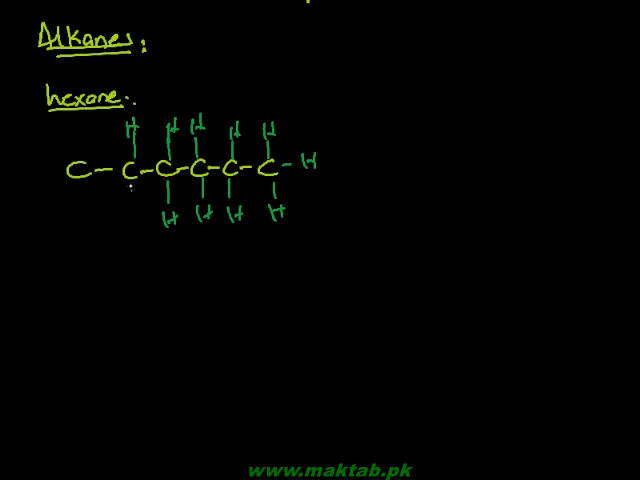 Alkanes:
hexane:
H H H H H
C - C - C - C - C - C - H
H H H H
www.maktab.pk